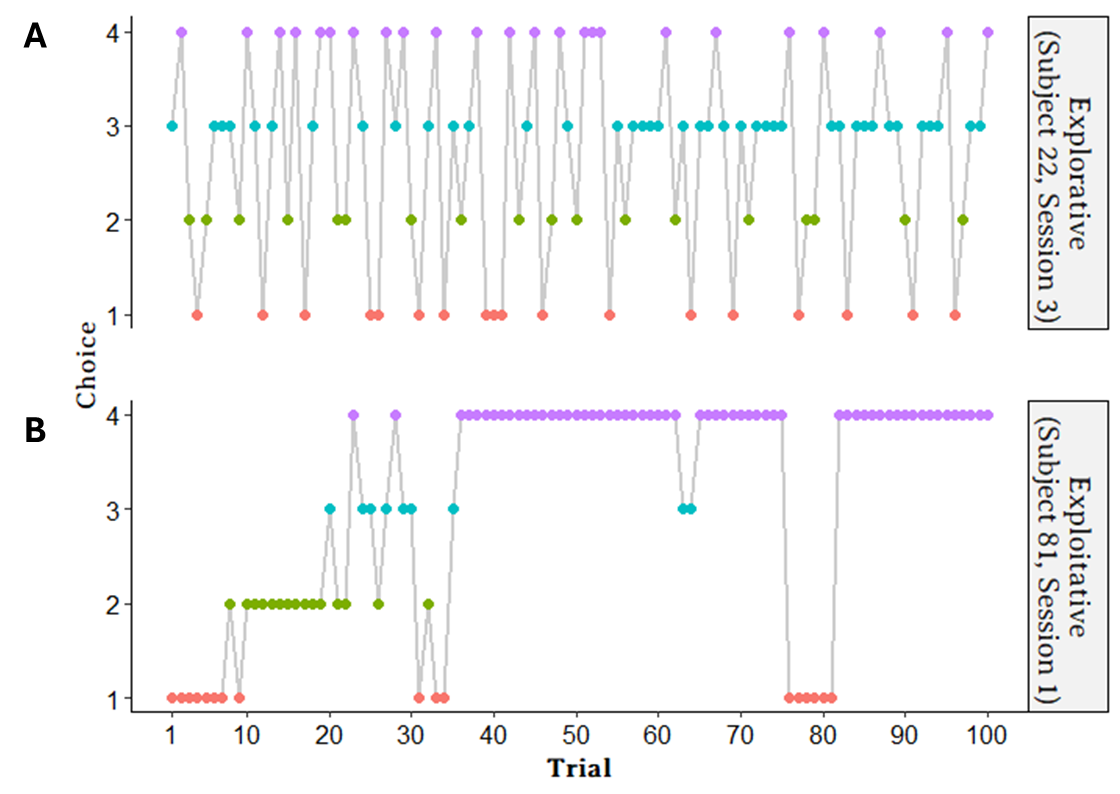 A
4
3
2
1
Explorative
(Subject 22, Session 3)
Choice
B
4
3
2
1
Exploitative
(Subject 81, Session 1)
1 10 20 30 40 50 60 70 80 90 100
Trial